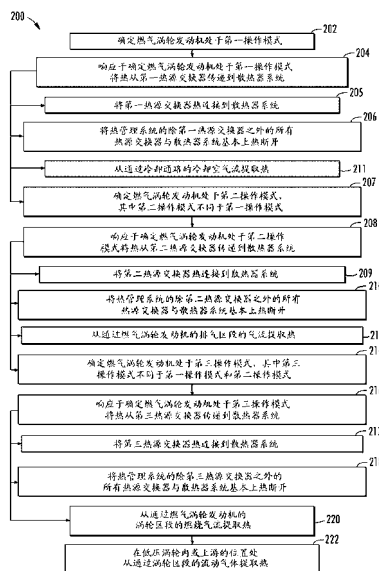 200
202
确定燃气涡轮发动机处于第一操作模式
204
响应于确定燃气涡轮发动机处于第一操作模式
将热从第一热源交换器传递到散热器系统
205
将第一热源交换器热连接到散热器系统
206
将热管理系统的除第一热源交换器之外的所有
热源交换器与散热器系统基本上热断开
从通过冷却通路的冷却空气流提取热
211
207
确定燃气涡轮发动机处于第二操作模式,
其中第二操作模式不同于第一操作模式
208
响应于确定燃气涡轮发动机处于第二操作
模式将热从第二热源交换器传递到散热器系统
将第二热源交换器热连接到散热器系统
209
将热管理系统的除第二热源交换器之外的所有
热源交换器与散热器系统基本上热断开
从通过燃气涡轮发动机的排气区段的气流提取热
确定燃气涡轮发动机处于第三操作模式,其中第三
操作模式不同于第一操作模式和第二操作模式
响应于确定燃气涡轮发动机处于第三操作模式
将热从第三热源交换器传递到散热器系统
将第三热源交换器热连接到散热器系统
将热管理系统的除第三热源交换器之外的
所有热源交换器与散热器系统基本上热断开
从通过燃气涡轮发动机的
涡轮区段的燃烧气流提取热
220
222
在低压涡轮内或上游的位置处
从通过涡轮区段的流动气体提取热